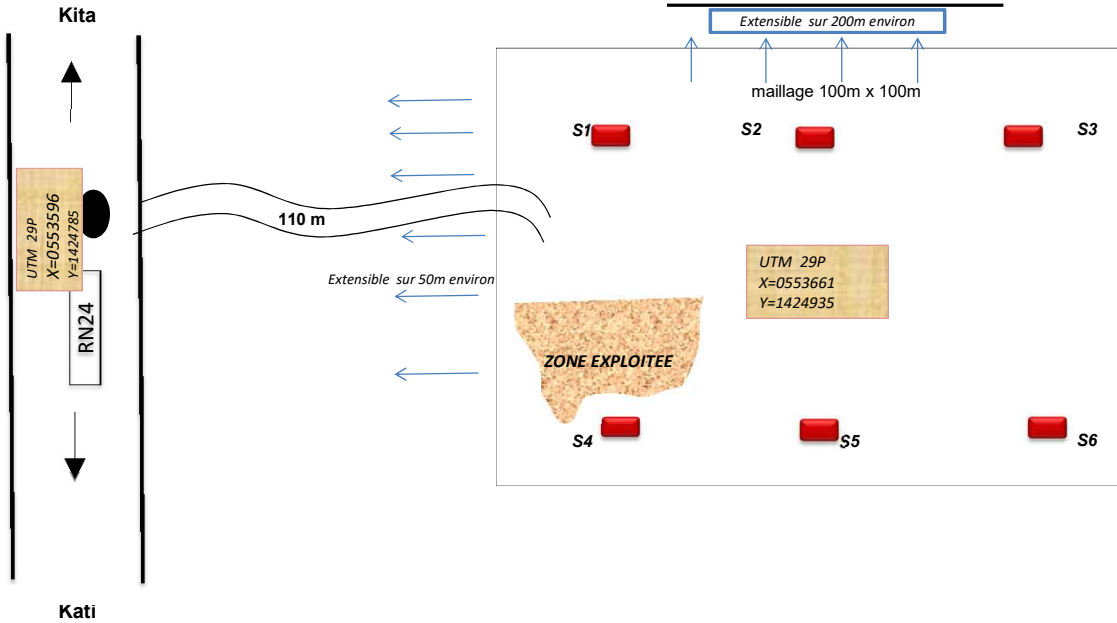 Kita
Extensible sur 200m environ
maillage 100m x 100m
S1
S2
S3
UTM 29P
X=0553596
Y=1424785
110 m
Extensible sur 50m environ
UTM 29P
X=0553661
Y=1424935
RN24
ZONE EXPLOITEE
S4
S5
S6
Kati